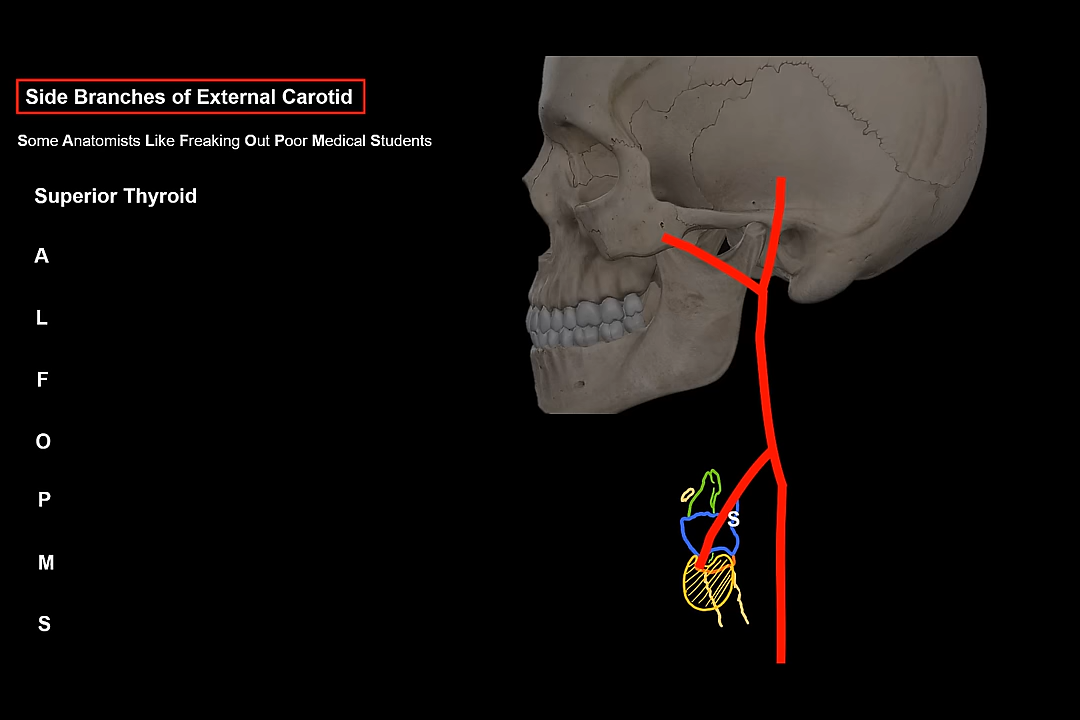 Side Branches of External Carotid
Some Anatomists Like Freaking Out Poor Medical Students
Superior Thyroid
A
L
F
O
P
M
S
S